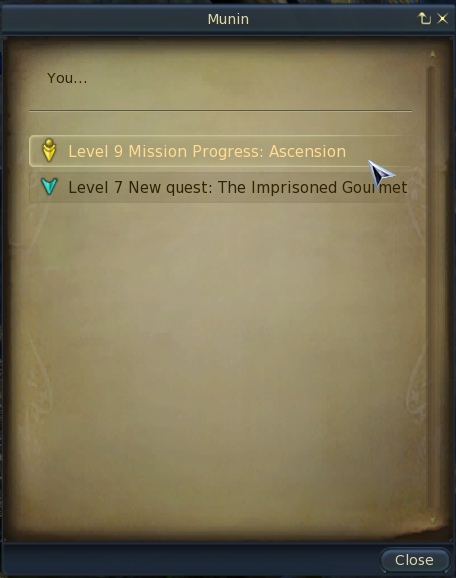 Munin
You...
Level 9 Mission Progress: Ascension
Level 7 New quest: The Imprisoned Gourmet
Close